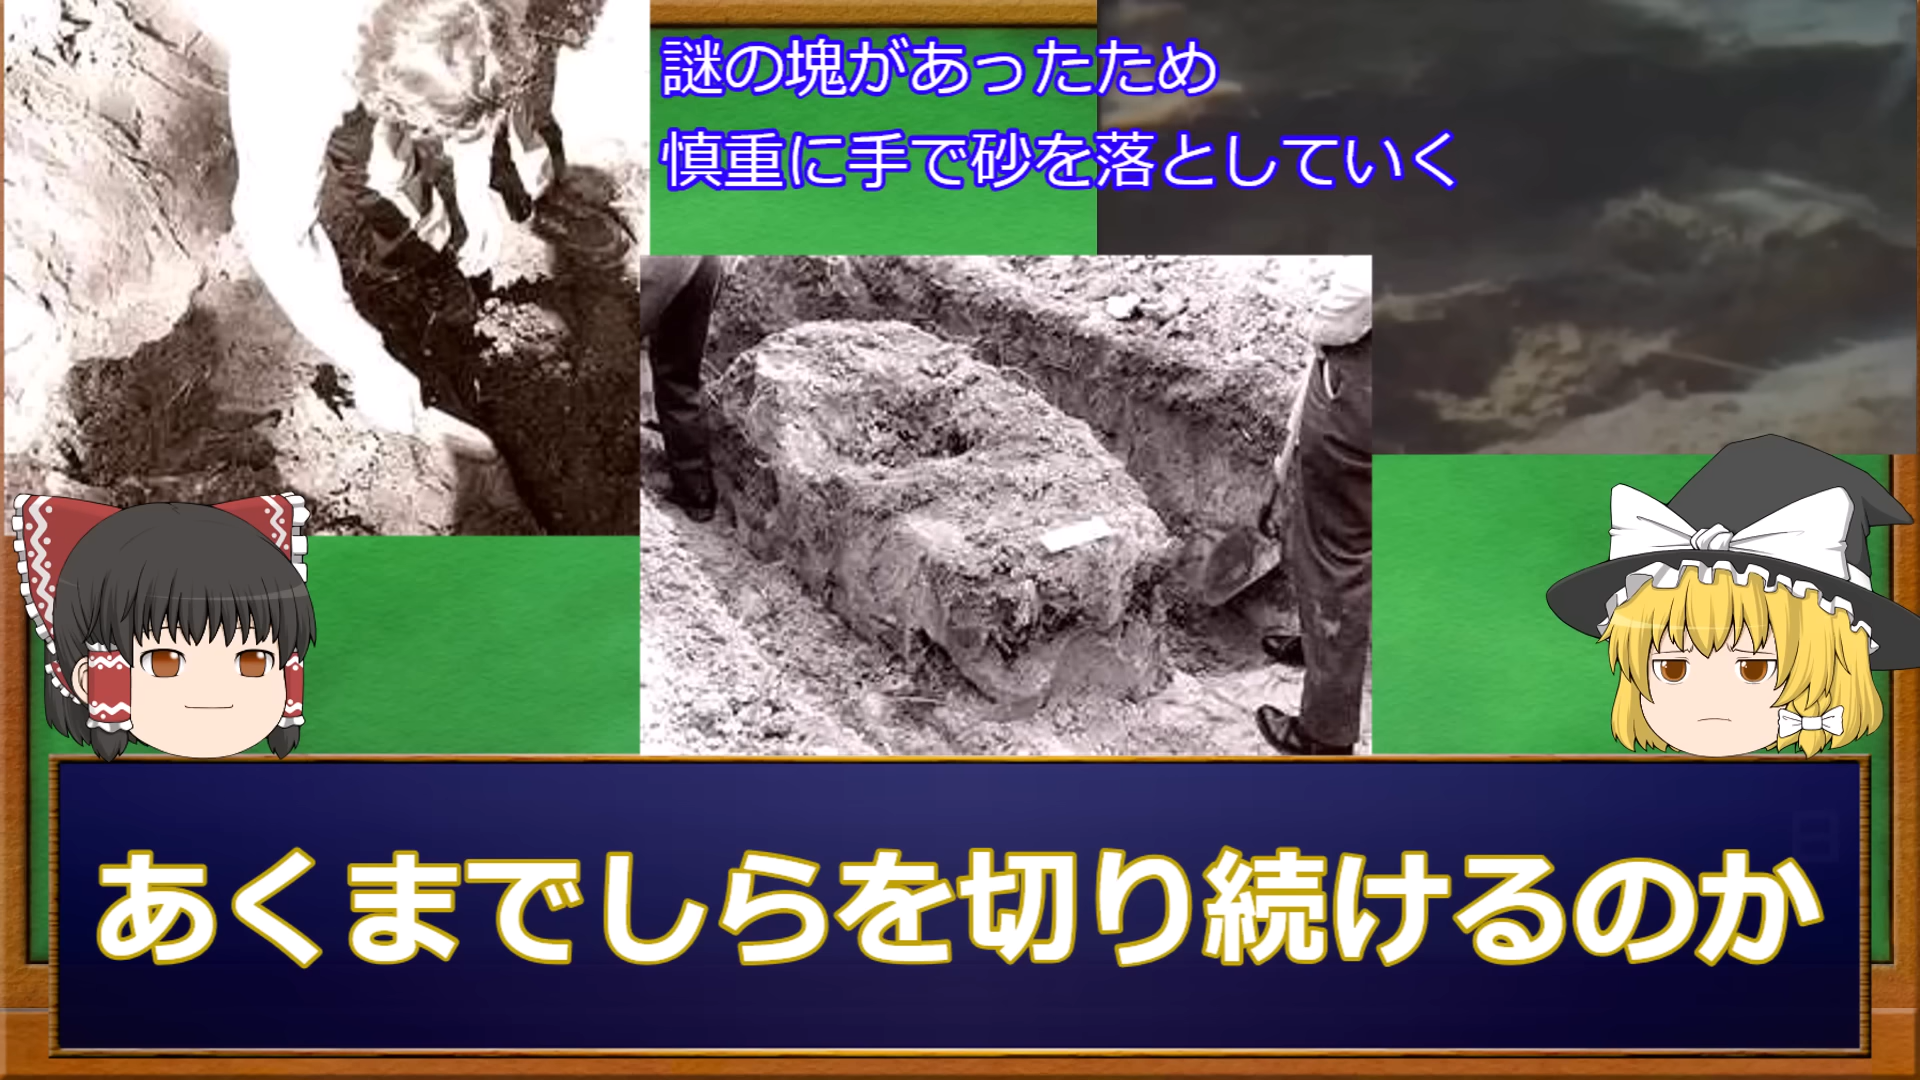 謎の塊があったため
慎重に手で砂を落としていく
あくまでしらを切り続けるのか